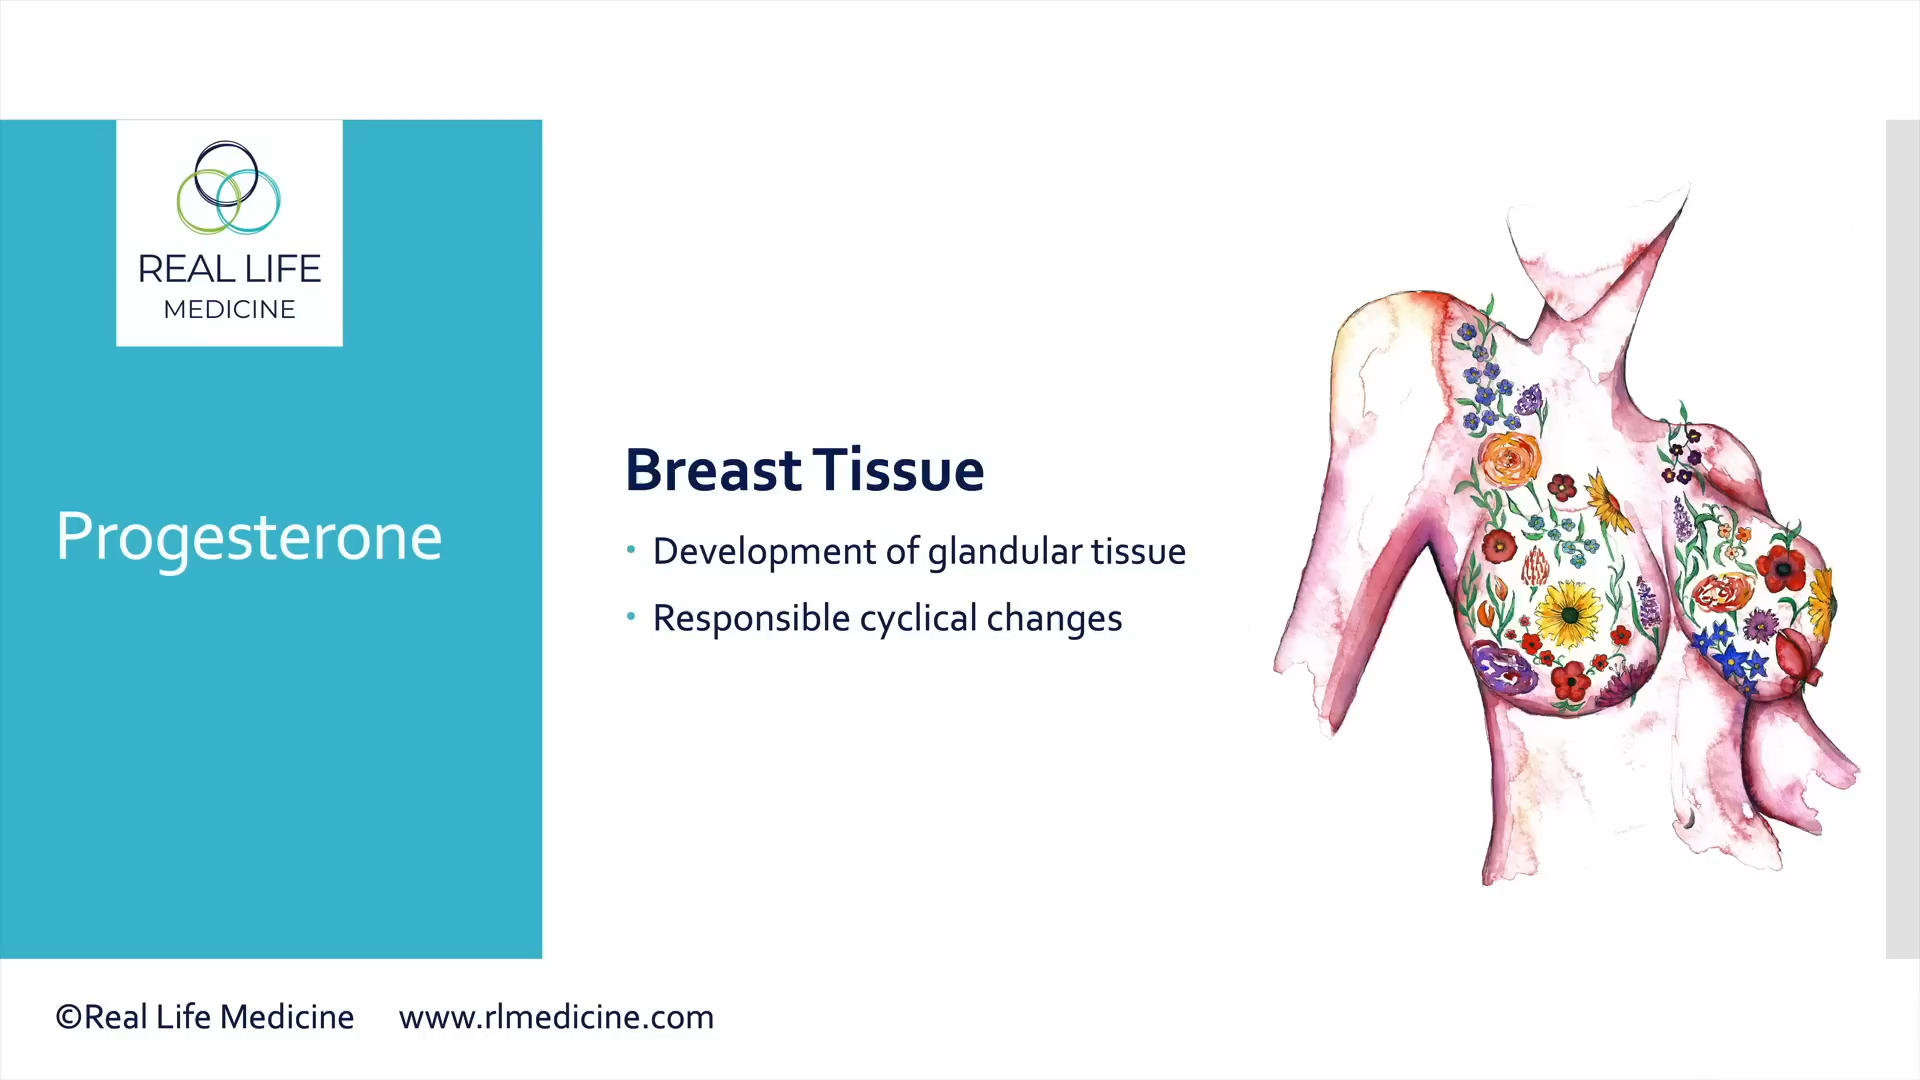 REAL LIFE
MEDICINE
Progesterone
Breast Tissue
• Development of glandular tissue
• Responsible cyclical changes
©Real Life Medicine www.rlmedicine.com